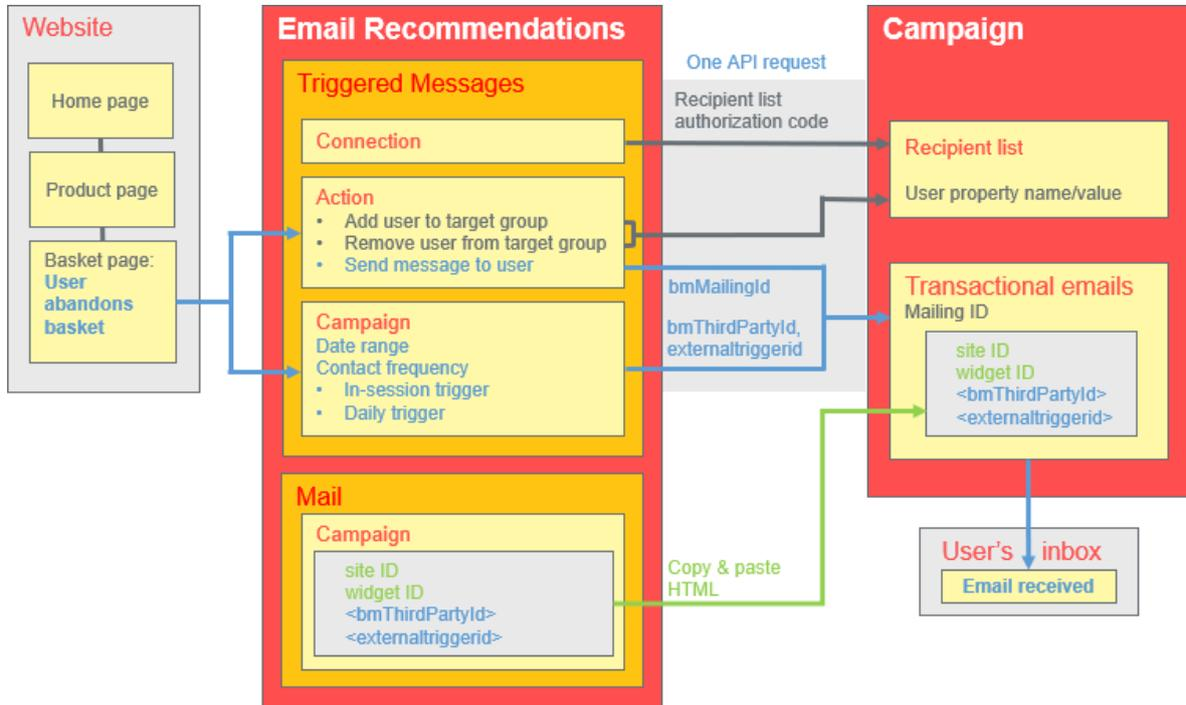 Website
Home page
Product page
Basket page:
User
abandons
basket
Email Recommendations
Triggered Messages
Connection
Action
• Add user to target group
• Remove user from target group
• Send message to user
Campaign
Date range
Contact frequency
• In-session trigger
• Daily trigger
Mail
Campaign
site ID
widget ID
<bmThirdPartyId>
<externaltriggerid>
One API request
Recipient list
authorization code
bmMailingId
bmThirdPartyId,
externaltriggerid
Copy & paste
HTML
Campaign
Recipient list
User property name/value
Transactional emails
Mailing ID
site ID
widget ID
<bmThirdPartyId>
<externaltriggerid>
User's inbox
Email received